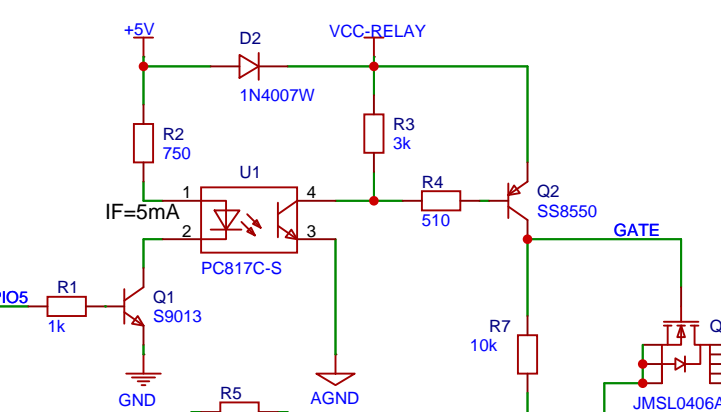 +5V
D2
VCC-RELAY
1N4007W
R2
750
R3
3k
U1
1
4
IF=5mA
R4
510
Q2
SS8550
2
3
GATE
PC817C-S
IO5
R1
1k
Q1
S9013
R7
10k
Q
GND
R5
AGND
JMSL0406A